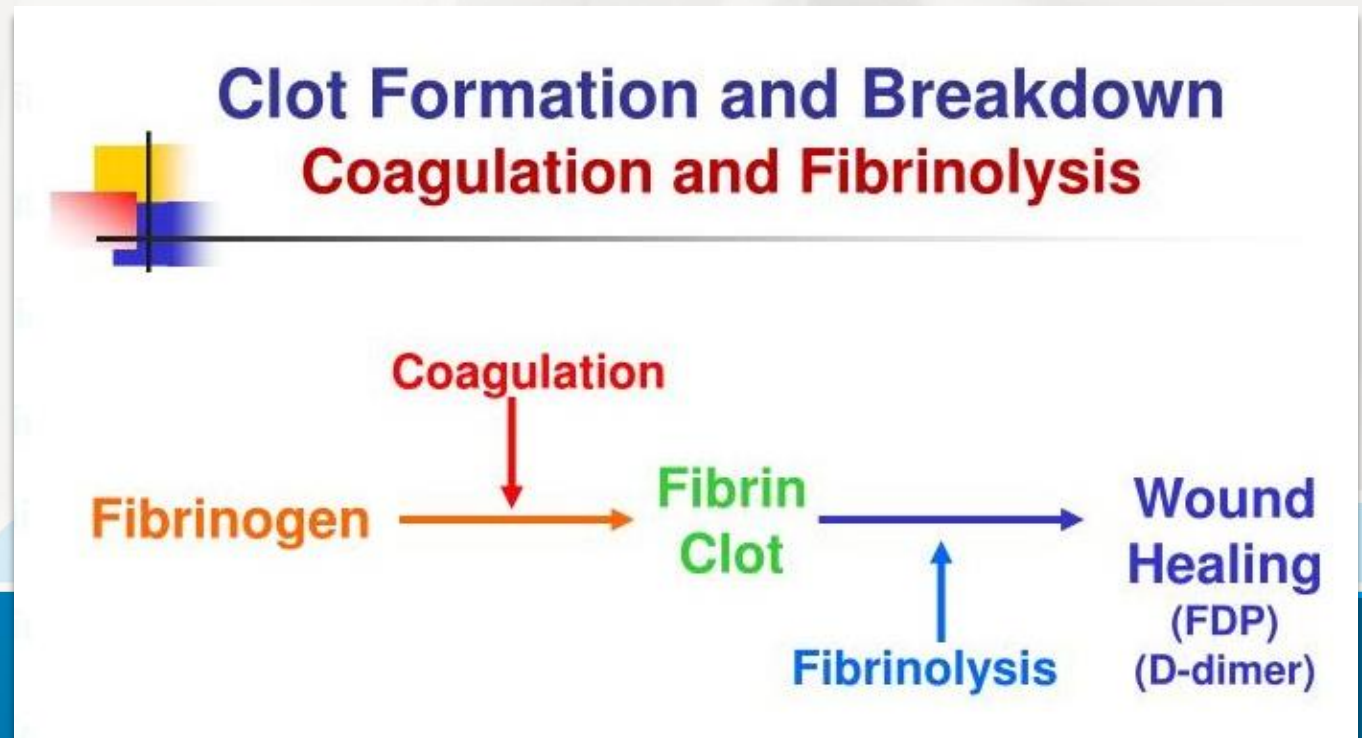 Clot Formation and Breakdown
Coagulation and Fibrinolysis
Coagulation
Fibrinogen
Fibrin
Clot
Wound
Healing
(FDP)
(D-dimer)
Fibrinolysis